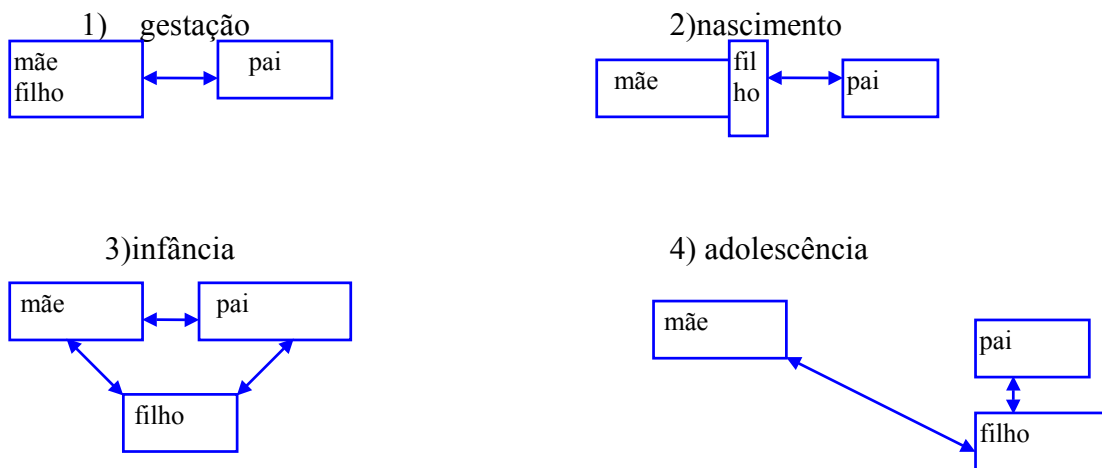 1) gestação
mãe
filho
pai
2)nascimento
mãe
fil
ho
pai
3)infância
mãe
pai
filho
4) adolescência
mãe
pai
filho